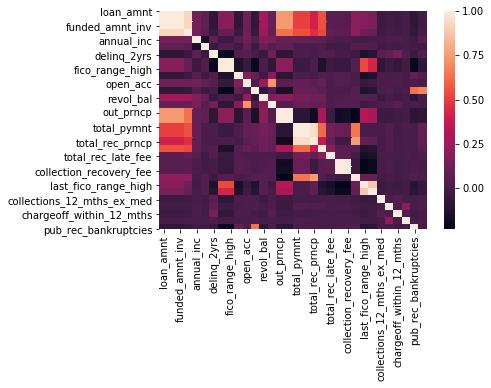 loan_amnt
funded_amnt_inv
annual_inc
delinq_2yrs
fico_range_high
open_acc
revol_bal
out_prncp
total_pymnt
total_rec_prncp
total_rec_late_fee
collection_recovery_fee
last_fico_range_high
collections_12_mths_ex_med
chargeoff_within_12_mths
pub_rec_bankruptcies
loan_amnt
funded_amnt_inv
annual_inc
delinq_2yrs
fico_range_high
open_acc
revol_bal
out_prncp
total_pymnt
total_rec_prncp
total_rec_late_fee
collection_recovery_fee
last_fico_range_high
collections_12_mths_ex_med
chargeoff_within_12_mths
pub_rec_bankruptcies
1.00
0.75
0.50
0.25
0.00